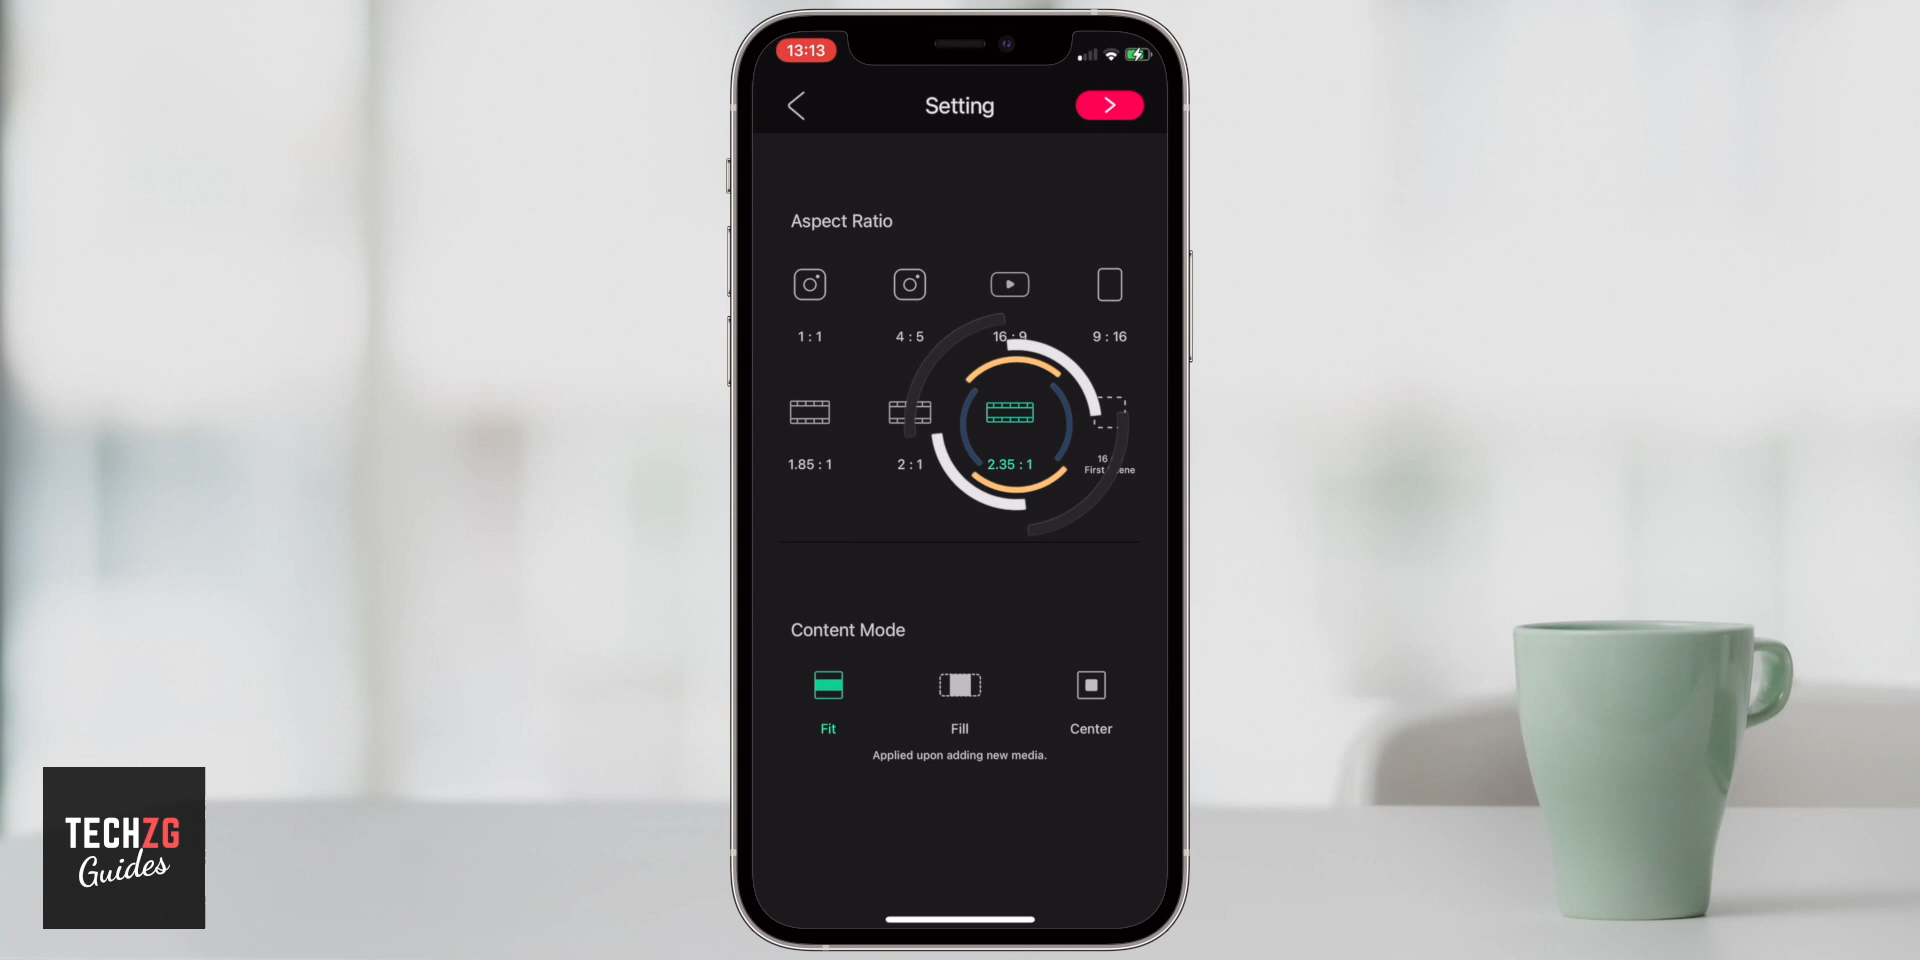 13:13
Setting
Aspect Ratio
1 : 1
4 : 5
16 : 9
9 : 16
1.85 : 1
2 : 1
2.35 : 1
16
First
Content Mode
Fit
Fill
Center
Applied upon adding new media.
TECHZG
Guides